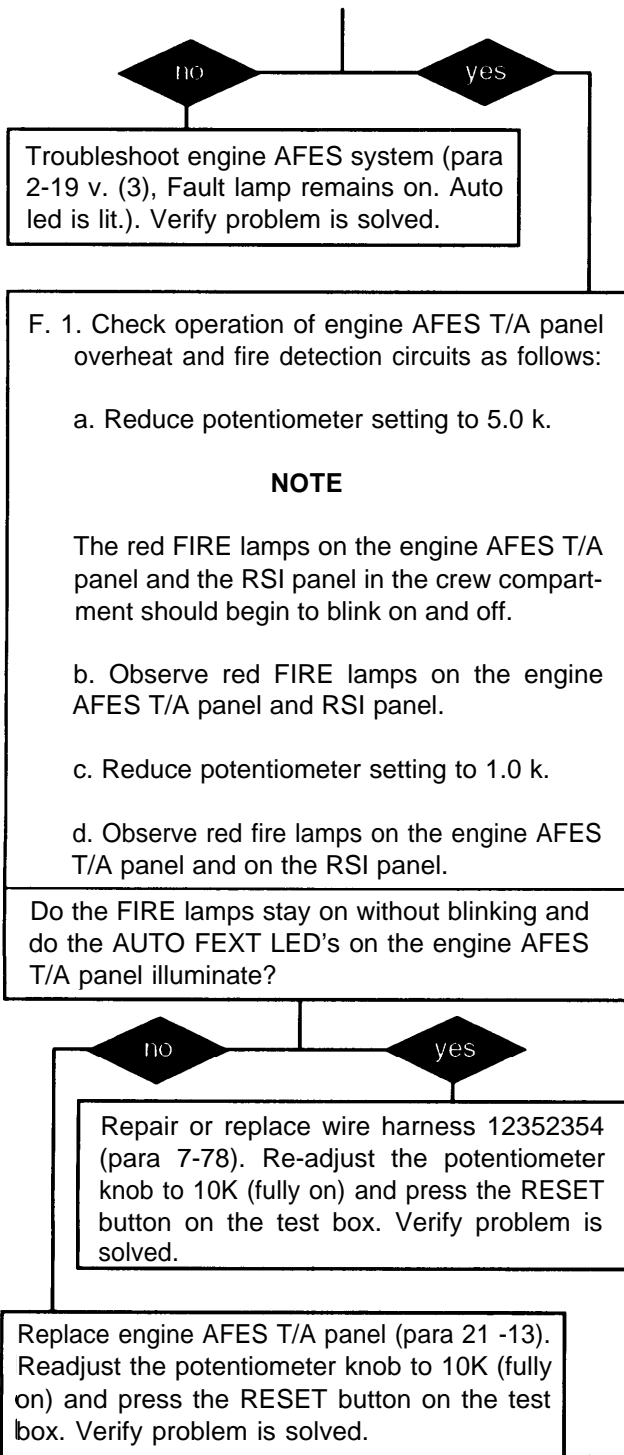 no
yes
Troubleshoot engine AFES system (para
2-19 v. (3), Fault lamp remains on. Auto
led is lit.). Verify problem is solved.
F. 1. Check operation of engine AFES T/A panel
overheat and fire detection circuits as follows:
a. Reduce potentiometer setting to 5.0 k.
NOTE
The red FIRE lamps on the engine AFES T/A
panel and the RSI panel in the crew compart-
ment should begin to blink on and off.
b. Observe red FIRE lamps on the engine
AFES T/A panel and RSI panel.
c. Reduce potentiometer setting to 1.0 k.
d. Observe red fire lamps on the engine AFES
T/A panel and on the RSI panel.
Do the FIRE lamps stay on without blinking and
do the AUTO FEXT LED's on the engine AFES
T/A panel illuminate?
no
yes
Repair or replace wire harness 12352354
(para 7-78). Re-adjust the potentiometer
knob to 10K (fully on) and press the RESET
button on the test box. Verify problem is
solved.
Replace engine AFES T/A panel (para 21 -13).
Readjust the potentiometer knob to 10K (fully
on) and press the RESET button on the test
box. Verify problem is solved.